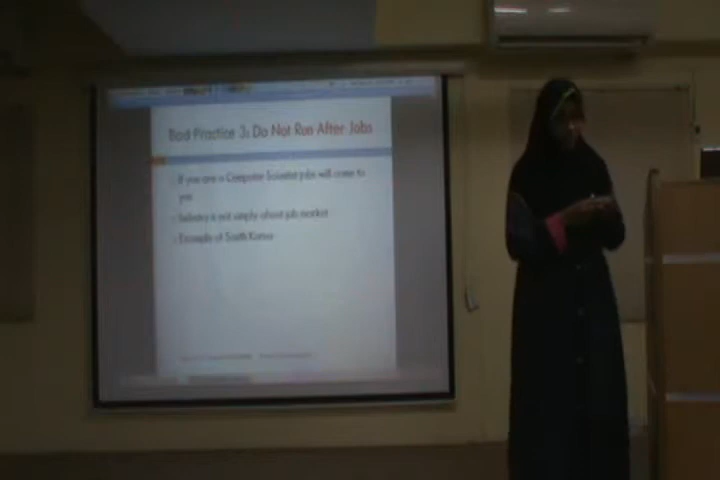 Bad Practice 3: Do Not Run After Jobs
If you are a Computer Scientist Jobs will come to
you
Industry is not simply about job market
Example of South Korea